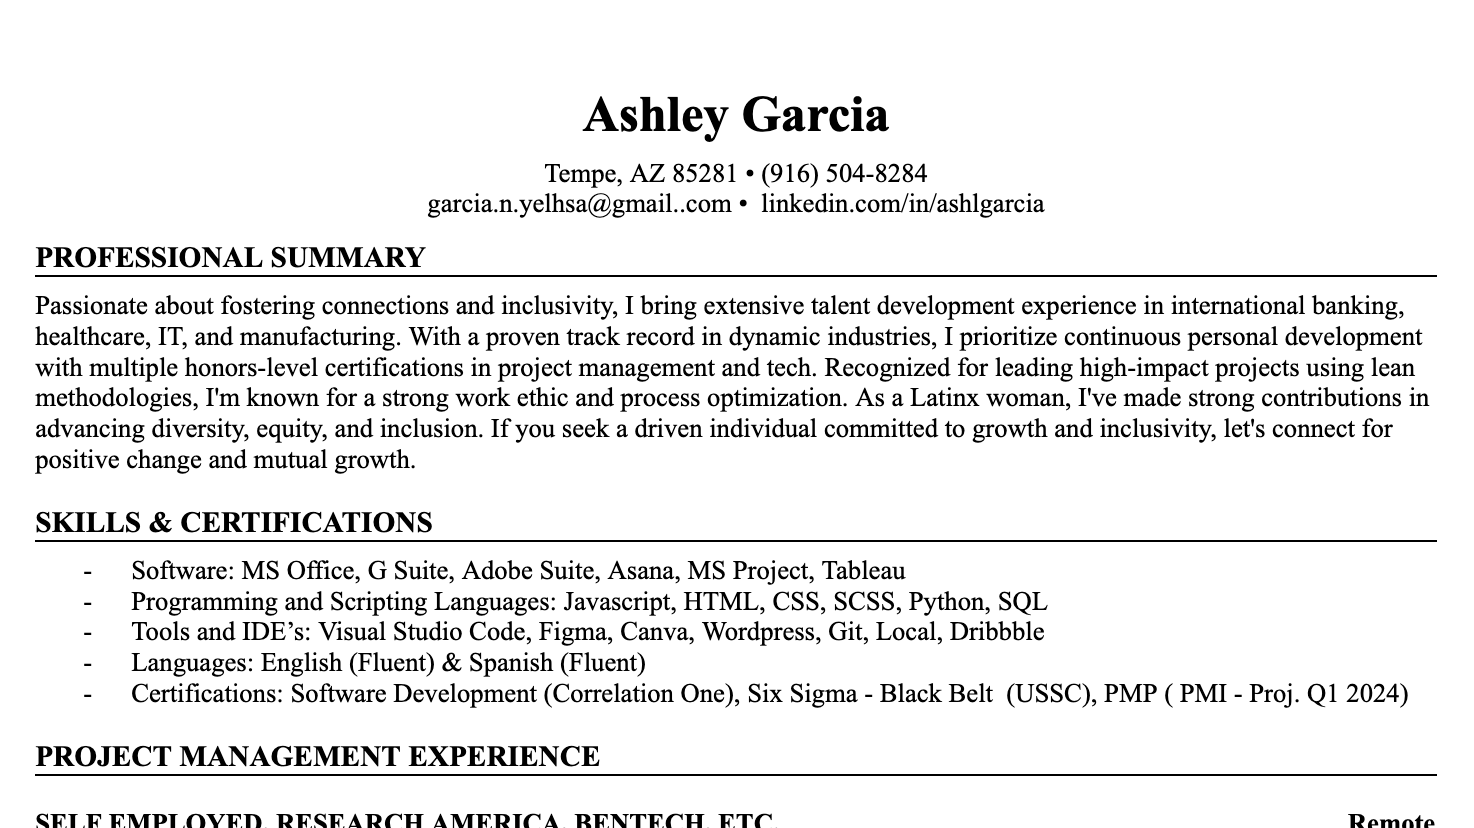 Ashley Garcia
Tempe, AZ 85281 • (916) 504-8284
garcia.n.yelhsa@gmail..com • linkedin.com/in/ashlgarcia
PROFESSIONAL SUMMARY
Passionate about fostering connections and inclusivity, I bring extensive talent development experience in international banking,
healthcare, IT, and manufacturing. With a proven track record in dynamic industries, I prioritize continuous personal development
with multiple honors-level certifications in project management and tech. Recognized for leading high-impact projects using lean
methodologies, I'm known for a strong work ethic and process optimization. As a Latinx woman, I've made strong contributions in
advancing diversity, equity, and inclusion. If you seek a driven individual committed to growth and inclusivity, let's connect for
positive change and mutual growth.
SKILLS & CERTIFICATIONS
- Software: MS Office, G Suite, Adobe Suite, Asana, MS Project, Tableau
- Programming and Scripting Languages: Javascript, HTML, CSS, SCSS, Python, SQL
- Tools and IDE’s: Visual Studio Code, Figma, Canva, Wordpress, Git, Local, Dribbble
- Languages: English (Fluent) & Spanish (Fluent)
- Certifications: Software Development (Correlation One), Six Sigma - Black Belt (USSC), PMP ( PMI - Proj. Q1 2024)
PROJECT MANAGEMENT EXPERIENCE
SELF EMPLOYED, RESEARCH AMERICA, BENTECH, ETC. Remote